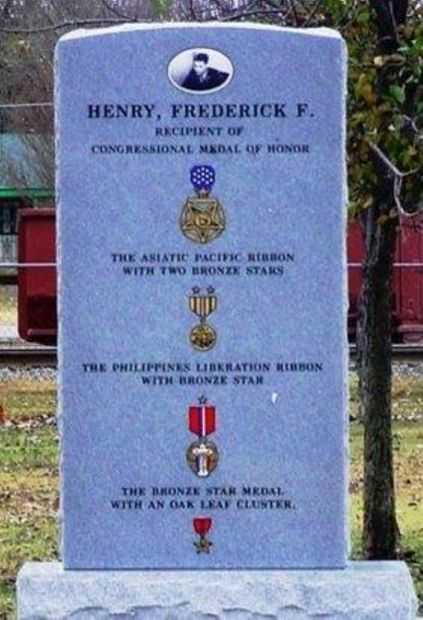 HENRY, FREDERICK F.
RECIPIENT OF
CONGRESSIONAL MEDAL OF HONOR
THE ASIATIC PACIFIC RIBBON
WITH TWO BRONZE STARS
THE PHILIPPINES LIBERATION RIBBON
WITH BRONZE STAR
THE BRONZE STAR MEDAL
WITH AN OAK LEAF CLUSTER.